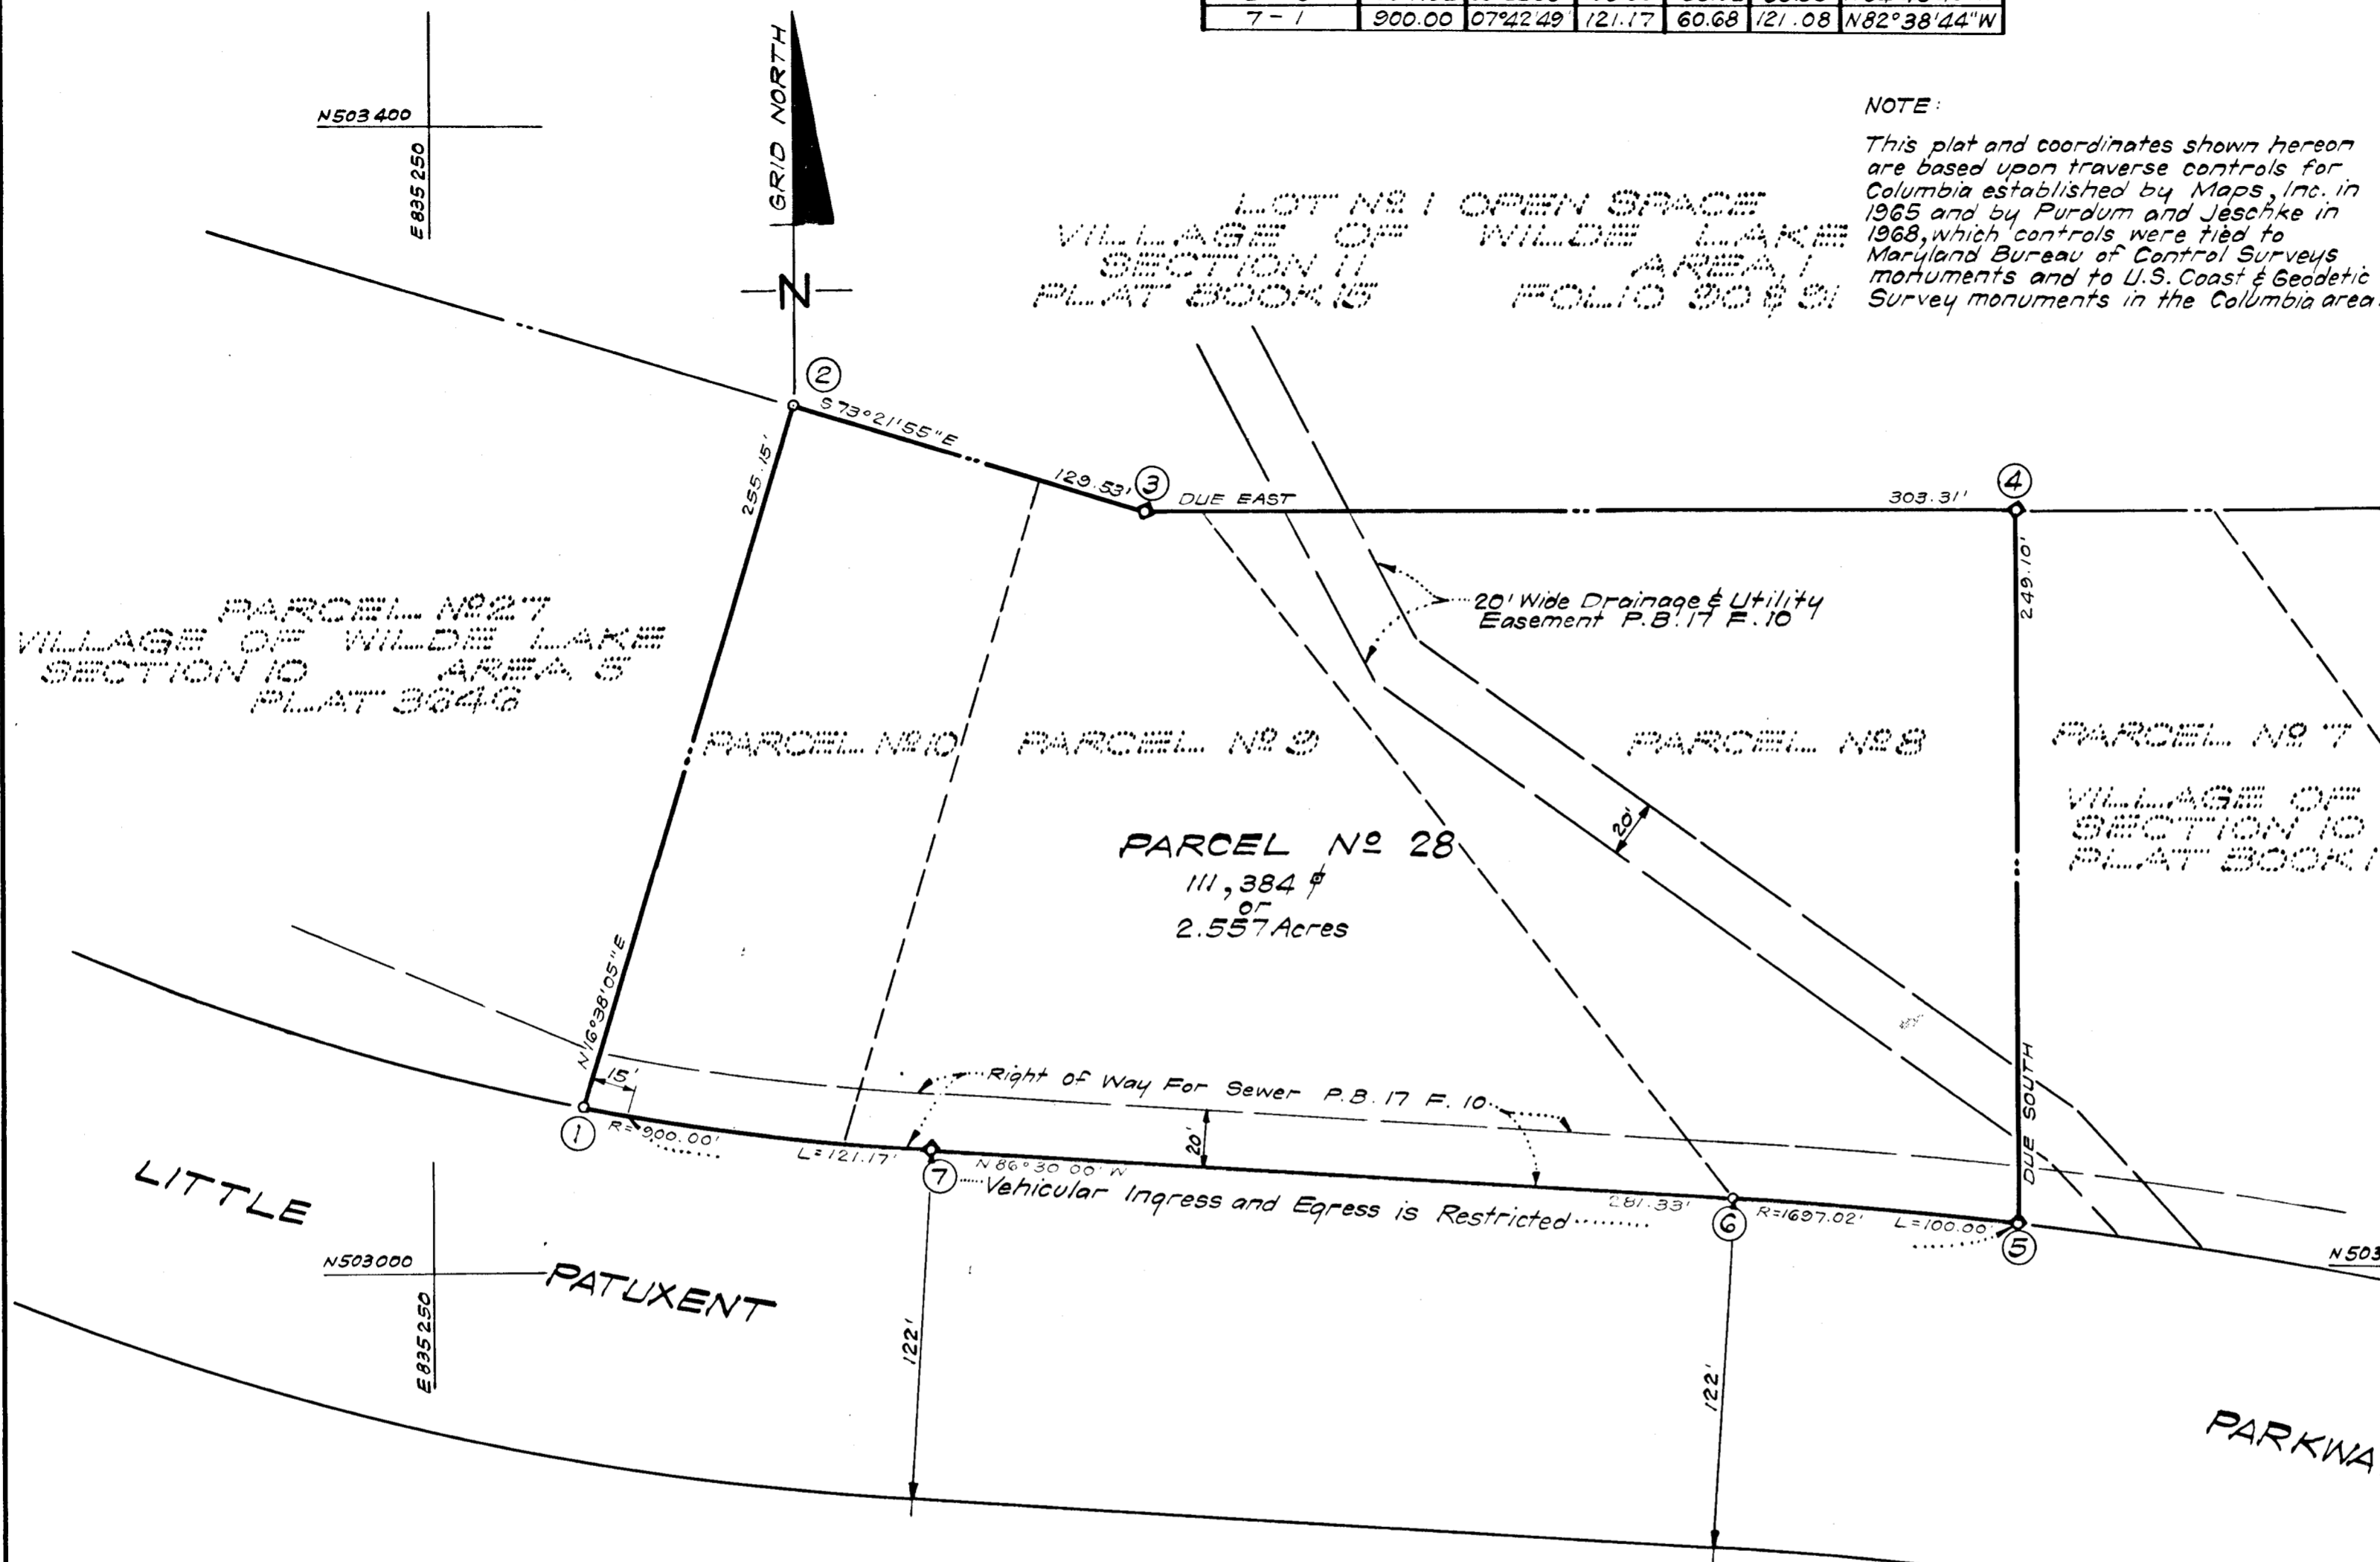 7 - 1 900.00 07°42'49" 121.17 60.68 121.08 N82°38'44"W
N503400
E835250
GRID NORTH
N
NOTE:
This plat and coordinates shown hereon
are based upon traverse controls for
Columbia established by Maps, Inc. in
1965 and by Purdum and Jeschke in
1968, which controls were tied to
Maryland Bureau of Control Surveys
monuments and to U.S. Coast & Geodetic
Survey monuments in the Columbia area.
LOT Nº 1 OPEN SPACE
VILLAGE OF WILDE LAKE
SECTION 11 AREA 1
PLAT BOOK 15 FOLIO 90 & 91
2
S 73°21'55"E
129.53'
3
DUE EAST
303.31'
4
255.15'
N16°38'05"E
249.10'
DUE SOUTH
20' Wide Drainage & Utility
Easement P.B. 17 F. 10
PARCEL Nº 27
VILLAGE OF WILDE LAKE
SECTION 10 AREA 5
PLAT 3646
PARCEL Nº 10
PARCEL Nº 9
PARCEL Nº 8
PARCEL Nº 7
VILLAGE OF
SECTION 10
PLAT BOOK 1
20'
PARCEL Nº 28
111,384
or
2.557 Acres
15'
Right of Way For Sewer P.B. 17 F. 10
20'
1
R=900.00'
L=121.17'
7
N86°30'00"W
281.33'
6
R=1697.02'
L=100.00'
5
Vehicular Ingress and Egress is Restricted
LITTLE
PATUXENT
PARKWA
N503000
E835250
N503
122'
122'